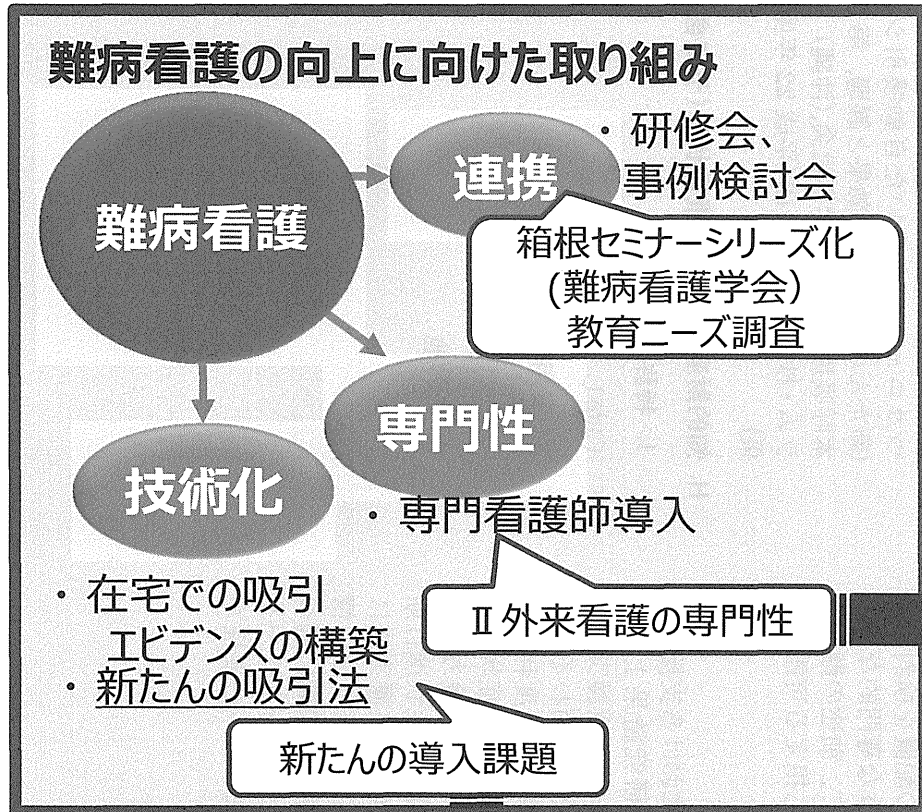 難病看護の向上に向けた取り組み
難病看護
連携
・研修会、
事例検討会
箱根セミナーシリーズ化
(難病看護学会）
教育ニーズ調査
専門性
・専門看護師導入
Ⅱ外来看護の専門性
技術化
・在宅での吸引
エビデンスの構築
・新たんの吸引法
新たんの導入課題